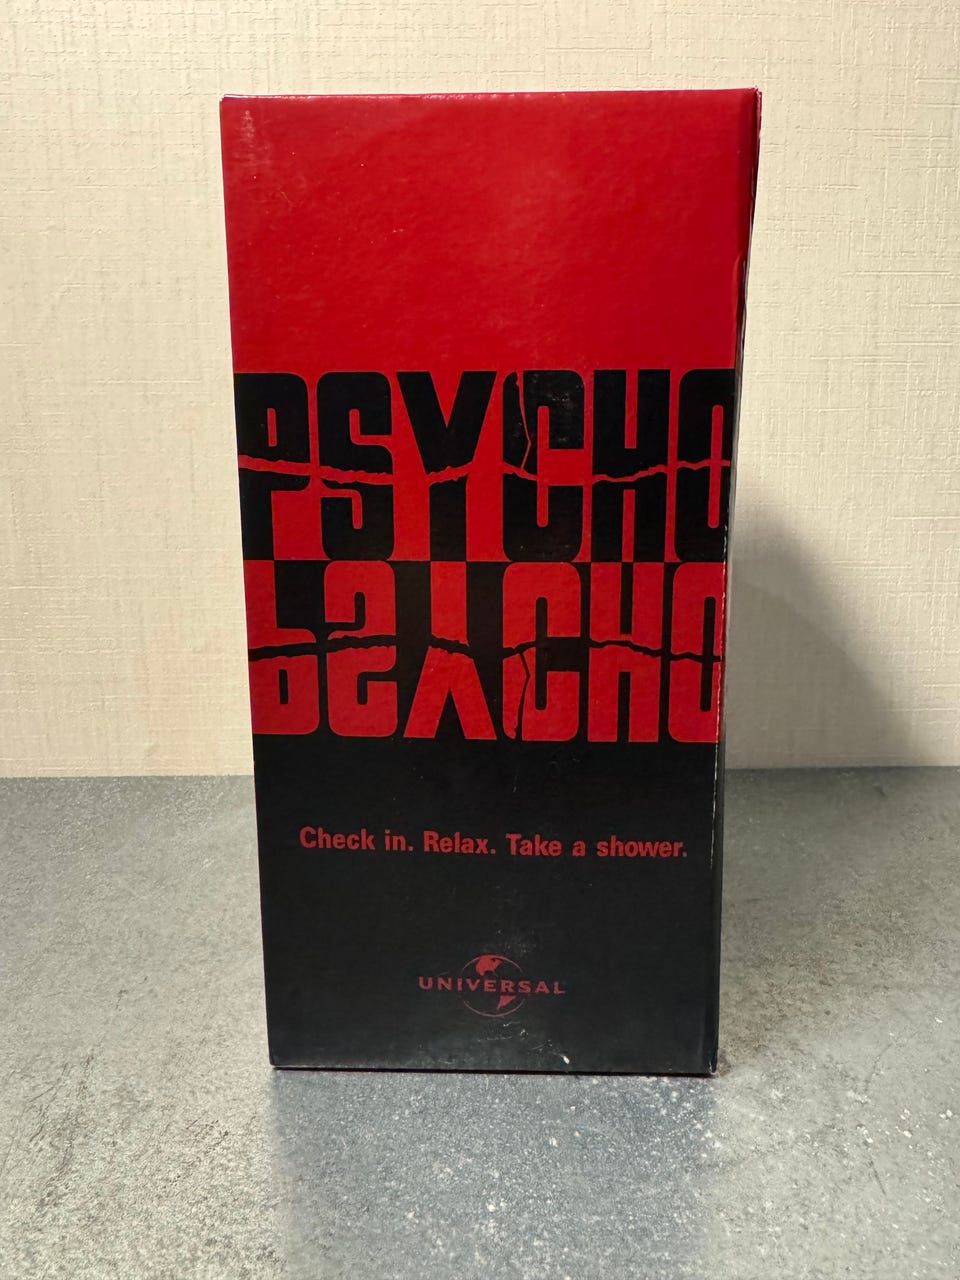 PSYCHO
PSYCHO
Check in. Relax. Take a shower.
UNIVERSAL